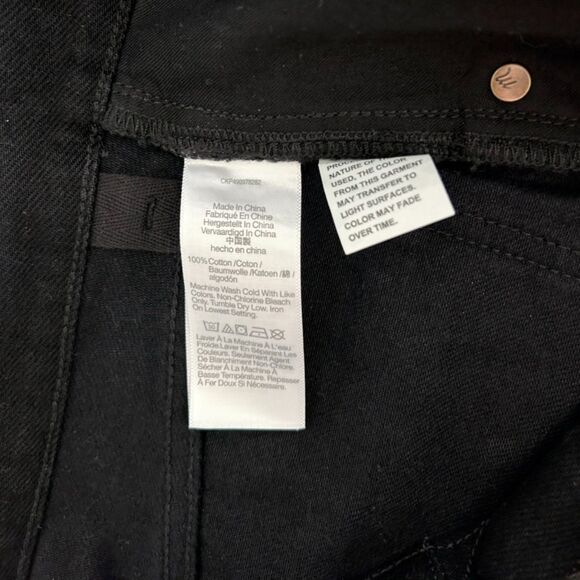 Made In China
Fabriqué En Chine
Hergestellt In China
Vervaardigd In China
中国製
hecho en china
100% Cotton /Coton /
Baumwolle /Katoen /綿 /
algodón
Machine Wash Cold With Like
Colors. Non-Chlorine Bleach
Only. Tumble Dry Low. Iron
On Lowest Setting.
Laver À La Machine À L'eau
Froide Laver En Séparant Les
Couleurs. Seulement Agent
De Blanchiment Non-Chlore.
Sécher À La Machine À
Basse Température. Repasser
À Fer Doux Si Nécessaire.
NATURE OF
USED, THE COLOR
FROM THIS GARMENT
MAY TRANSFER TO
LIGHT SURFACES.
COLOR MAY FADE
OVER TIME.